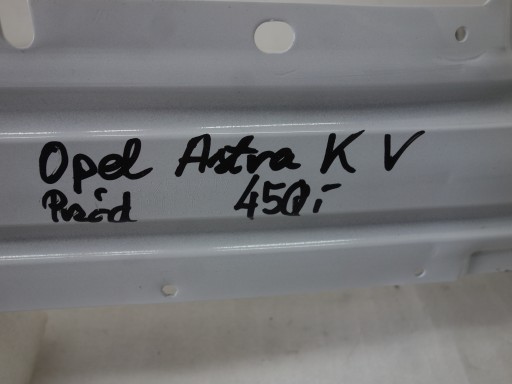 Opel Astra K V
Przód 450,-